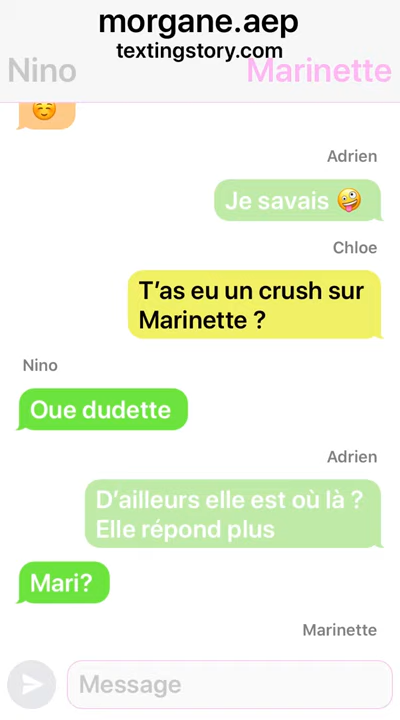 morgane.aep
textingstory.com
Nino
Marinette
☺️
Adrien
Je savais 🤪
Chloe
T’as eu un crush sur
Marinette ?
Nino
Oue dudette
Adrien
D’ailleurs elle est où là ?
Elle répond plus
Mari?
Marinette
Message